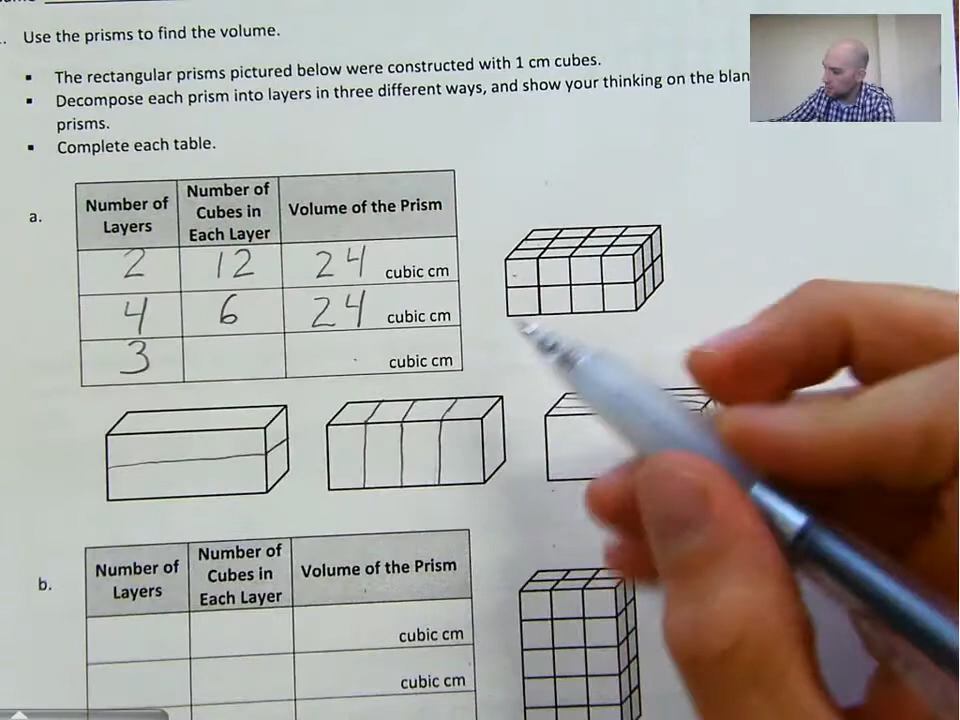 . Use the prisms to find the volume.
▪ The rectangular prisms pictured below were constructed with 1 cm cubes.
▪ Decompose each prism into layers in three different ways, and show your thinking on the blan
prisms.
▪ Complete each table.
a.
Number of Layers
Number of Cubes in Each Layer
Volume of the Prism
2 12 24 cubic cm
4 6 24 cubic cm
3 cubic cm
b.
Number of Layers
Number of Cubes in Each Layer
Volume of the Prism
cubic cm
cubic cm